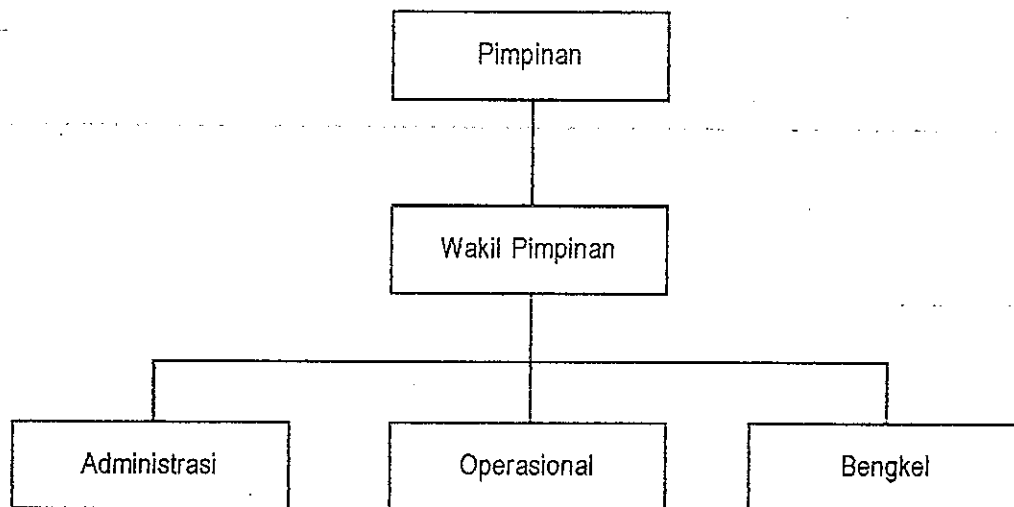 Pimpinan
Wakil Pimpinan
Administrasi
Operasional
Bengkel